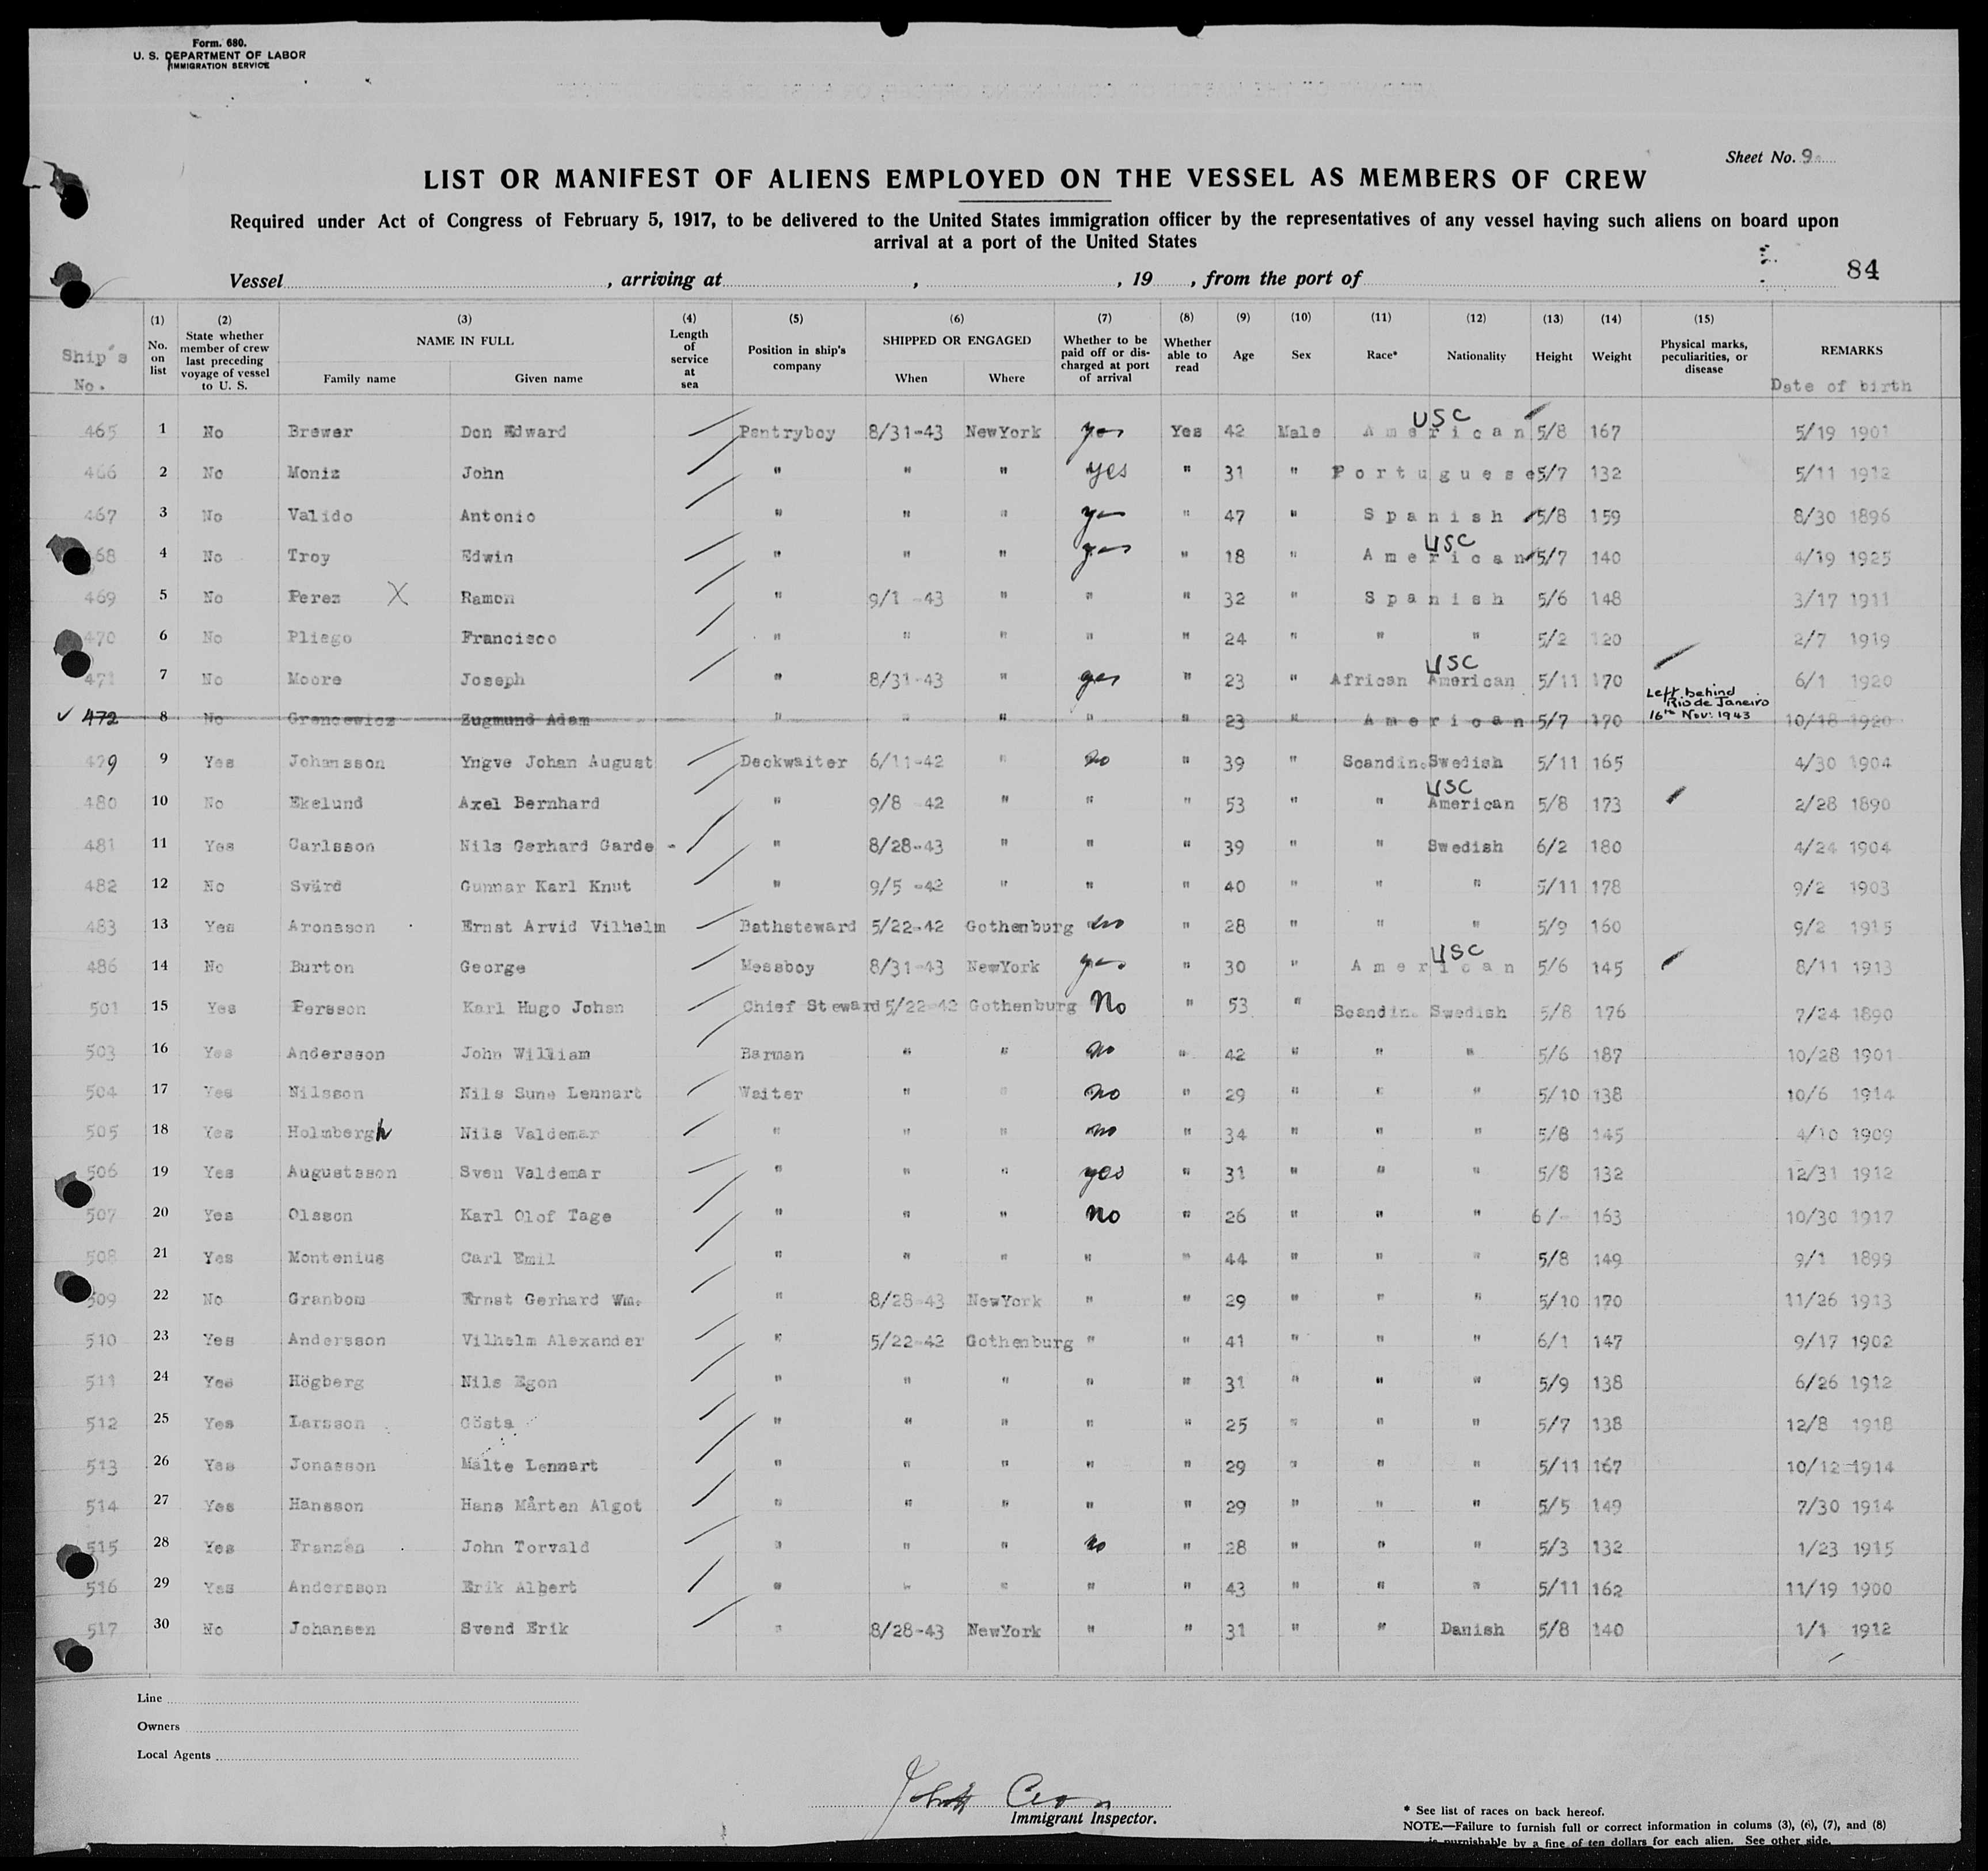 Form. 680.
U. S. DEPARTMENT OF LABOR
IMMIGRATION SERVICE
Sheet No. 9
LIST OR MANIFEST OF ALIENS EMPLOYED ON THE VESSEL AS MEMBERS OF CREW
Required under Act of Congress of February 5, 1917, to be delivered to the United States immigration officer by the representatives of any vessel having such aliens on board upon
arrival at a port of the United States
Vessel , arriving at , , 19 , from the port of
84
Ship's No. (1) No. on list (2) State whether member of crew last preceding voyage of vessel to U. S. (3) NAME IN FULL Family name Given name (4) Length of service at sea (5) Position in ship's company (6) SHIPPED OR ENGAGED When Where (7) Whether to be paid off or discharged at port of arrival (8) Whether able to read (9) Age (10) Sex (11) Race* (12) Nationality (13) Height (14) Weight (15) Physical marks, peculiarities, or disease REMARKS Date of birth
465 1 No Brewer Don Edward Pantryboy 8/31-43 NewYork yes Yes 42 Male American USC 5/8 167 5/19 1901
466 2 No Moniz John " " " yes " 31 " Portuguese 5/7 132 5/11 1912
467 3 No Valido Antonio " " " yes " 47 " Spanish 5/8 159 8/30 1896
468 4 No Troy Edwin " " " yes " 18 " American USC 5/7 140 4/19 1925
469 5 No Perez X Ramon " 9/1 -43 " " " 32 " Spanish 5/6 148 3/17 1911
470 6 No Pliego Francisco " " " " " 24 " " " 5/2 120 2/7 1919
471 7 No Moore Joseph " 8/31-43 " yes " 23 " African American USC 5/11 170 6/1 1920
✓ 472 8 No Grencewicz Zugmund Adam " " " " " 23 " American 5/7 170 Left behind Rio de Janeiro 16th Nov: 1943 10/18 1920
479 9 Yes Johansson Yngve Johan August Deckwaiter 6/11-42 " no " 39 " Scandin. Swedish 5/11 165 4/30 1904
480 10 No Ekelund Axel Bernhard " 9/8 42 " " " 53 " " American USC 5/8 173 2/28 1890
481 11 Yes Carlsson Nils Gerhard Garde - " 8/28-43 " " " 39 " " Swedish 6/2 180 4/24 1904
482 12 No Svärd Gunnar Karl Knut " 9/5 -42 " " " 40 " " " 5/11 178 9/2 1903
483 13 Yes Aronsson Ernst Arvid Vilhelm Bathsteward 5/22-42 Gothenburg no " 28 " " " 5/9 160 9/2 1915
486 14 No Burton George Messboy 8/31-43 NewYork yes " 30 " American USC 5/6 145 8/11 1913
501 15 Yes Persson Karl Hugo Johan Chief Steward 5/22-42 Gothenburg No " 53 " Scandin. Swedish 5/8 176 7/24 1890
503 16 Yes Andersson John William Barman " " no " 42 " " " 5/6 187 10/28 1901
504 17 Yes Nilsson Nils Sune Lennart Waiter " " no " 29 " " " 5/10 138 10/6 1914
505 18 Yes Holmbergh Nils Valdemar " " " no " 34 " " " 5/8 145 4/10 1909
506 19 Yes Augustsson Sven Valdemar " " " yes " 31 " " " 5/8 132 12/31 1912
507 20 Yes Olsson Karl Olof Tage " " " no " 26 " " " 6/- 163 10/30 1917
508 21 Yes Montenius Carl Emil " " " " " 44 " " " 5/8 149 9/1 1899
509 22 No Granbom Ernst Gerhard Wm. " 8/28-43 NewYork " " 29 " " " 5/10 170 11/26 1913
510 23 Yes Andersson Vilhelm Alexander " 5/22-42 Gothenburg " " 41 " " " 6/1 147 9/17 1902
511 24 Yes Högberg Nils Egon " " " " " 31 " " " 5/9 138 6/26 1912
512 25 Yes Larsson Gösta " " " " " 25 " " " 5/7 138 12/8 1918
513 26 Yes Jonasson Malte Lennart " " " " " 29 " " " 5/11 167 10/12 1914
514 27 Yes Hansson Hans Mårten Algot " " " " " 29 " " " 5/5 149 7/30 1914
515 28 Yes Franzén John Torvald " " " no " 28 " " " 5/3 132 1/23 1915
516 29 Yes Andersson Erik Albert " " " " " 43 " " " 5/11 162 11/19 1900
517 30 No Johansen Svend Erik " 8/28-43 NewYork " " 31 " " Danish 5/8 140 1/1 1912
Line
Owners
Local Agents
Immigrant Inspector.
* See list of races on back hereof.
NOTE.—Failure to furnish full or correct information in colums (3), (6), (7), and (8)
is punishable by a fine of ten dollars for each alien. See other side.